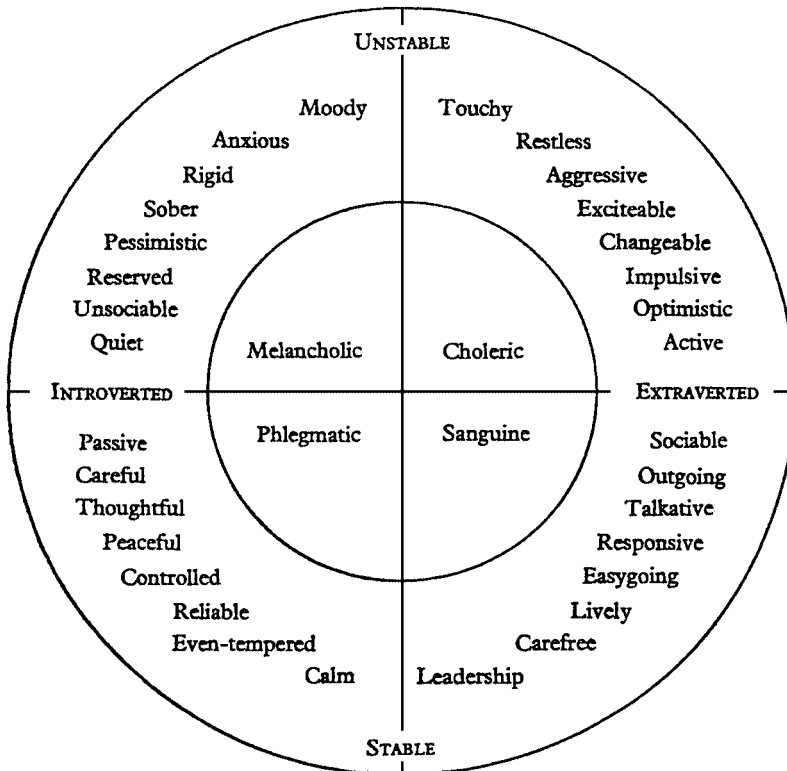 UNSTABLE
Moody Touchy
Anxious Restless
Rigid Aggressive
Sober Exciteable
Pessimistic Changeable
Reserved Impulsive
Unsociable Optimistic
Quiet Active
Melancholic Choleric
INTROVERTED EXTRAVERTED
Phlegmatic Sanguine
Passive Sociable
Careful Outgoing
Thoughtful Talkative
Peaceful Responsive
Controlled Easygoing
Reliable Lively
Even-tempered Carefree
Calm Leadership
STABLE